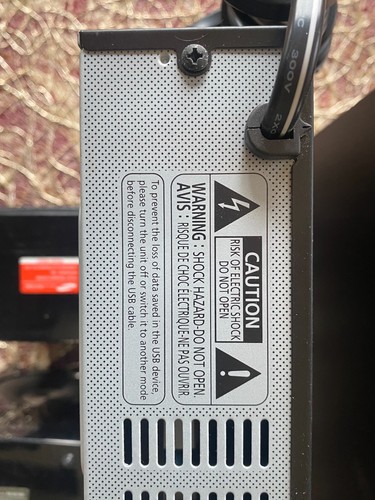 CAUTION
RISK OF ELECTRIC SHOCK
DO NOT OPEN
WARNING : SHOCK HAZARD-DO NOT OPEN.
AVIS : RISQUE DE CHOC ÉLECTRIQUE-NE PAS OUVRIR.
To prevent the loss of data saved in the USB device,
please turn the unit off or switch it to another mode
before disconnecting the USB cable.
300V